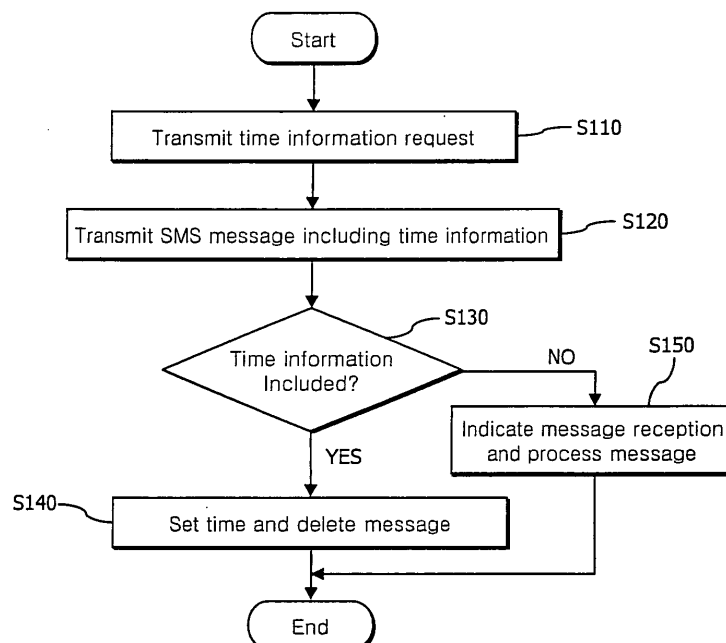 Start
Transmit time information request
S110
Transmit SMS message including time information
S120
S130
Time information
Included?
NO
S150
Indicate message reception
and process message
YES
S140
Set time and delete message
End